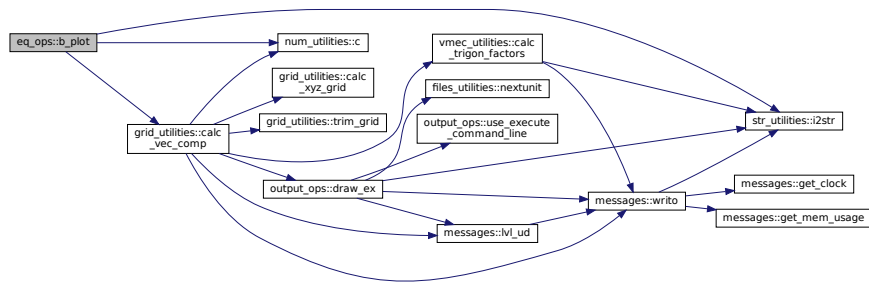 eq_ops::b_plot
num_utilities::c
grid_utilities::calc
_xyz_grid
grid_utilities::trim_grid
grid_utilities::calc
_vec_comp
output_ops::draw_ex
vmec_utilities::calc
_trigon_factors
files_utilities::nextunit
output_ops::use_execute
_command_line
messages::lvl_ud
messages::writo
str_utilities::i2str
messages::get_clock
messages::get_mem_usage